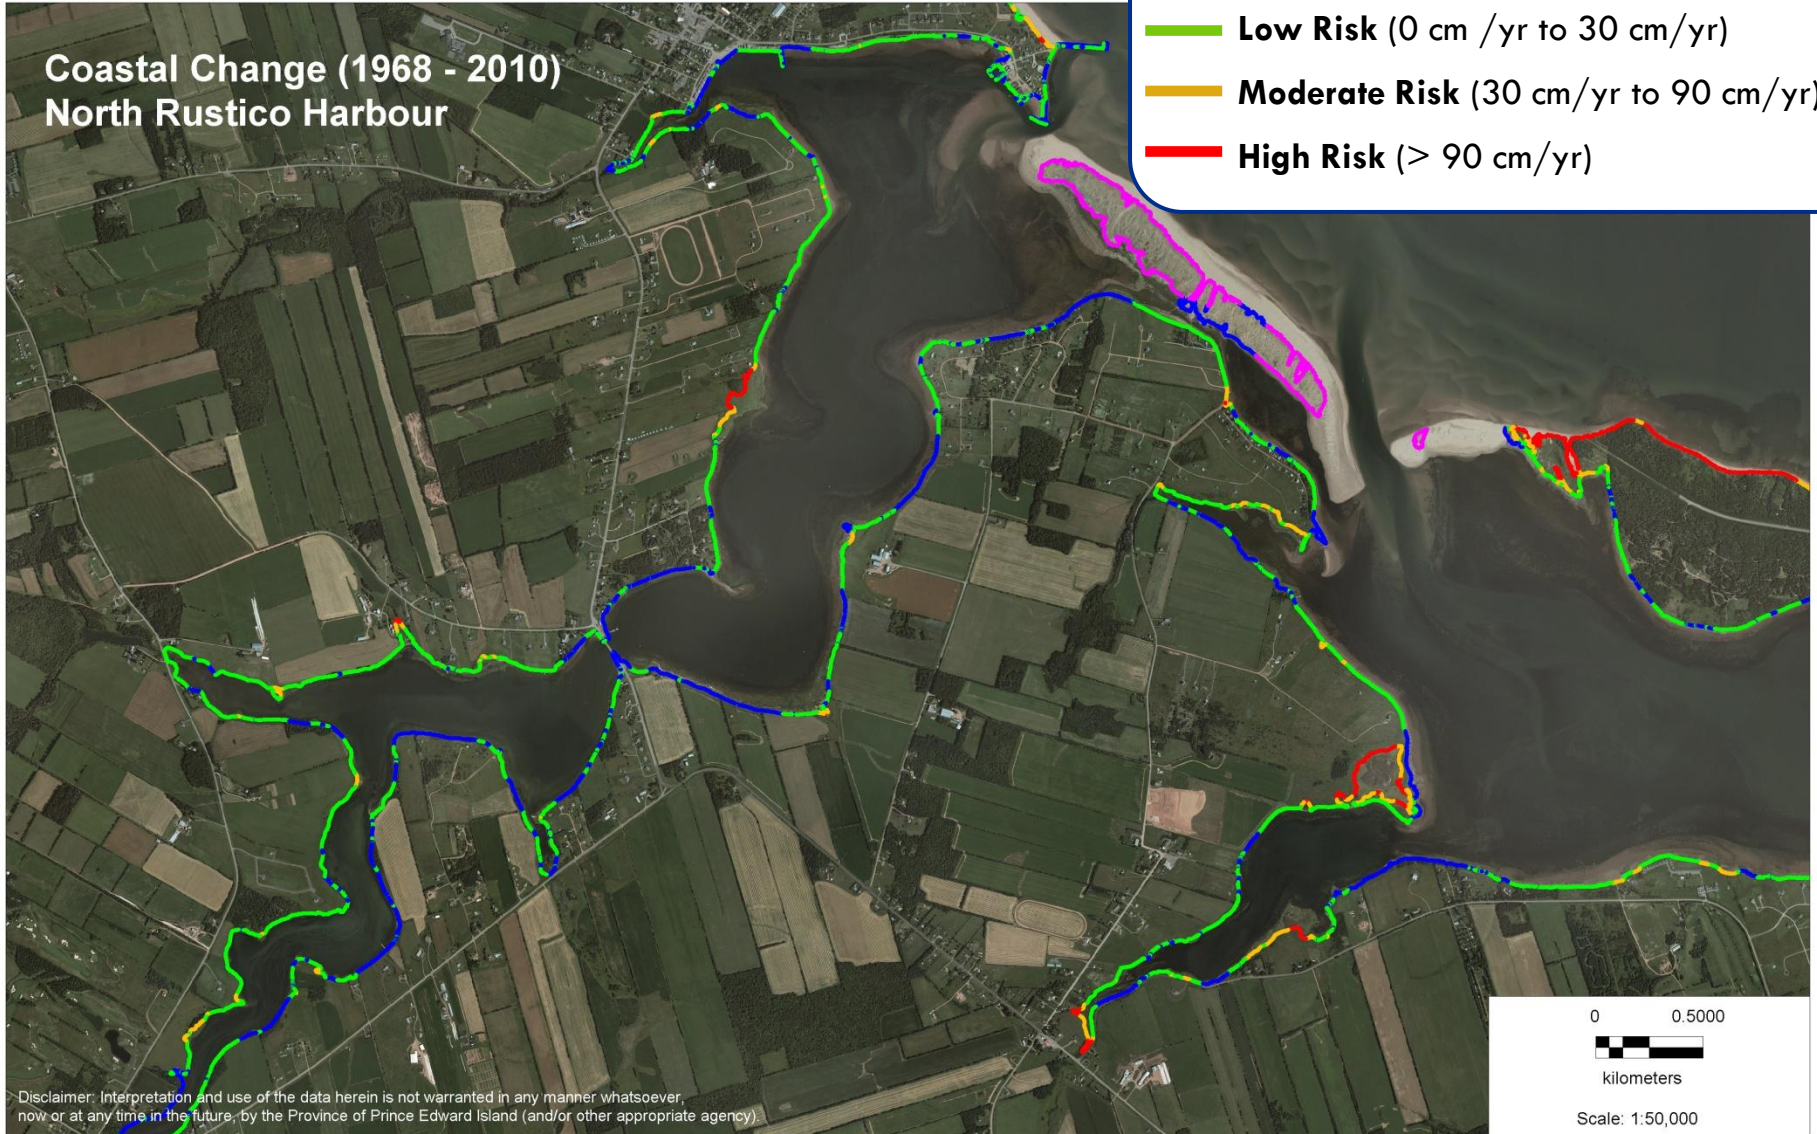 Coastal Change (1968 - 2010)
North Rustico Harbour
Low Risk (0 cm /yr to 30 cm/yr)
Moderate Risk (30 cm/yr to 90 cm/yr)
High Risk (> 90 cm/yr)
0 0.5000
kilometers
Scale: 1:50,000
Disclaimer: Interpretation and use of the data herein is not warranted in any manner whatsoever,
now or at any time in the future, by the Province of Prince Edward Island (and/or other appropriate agency).